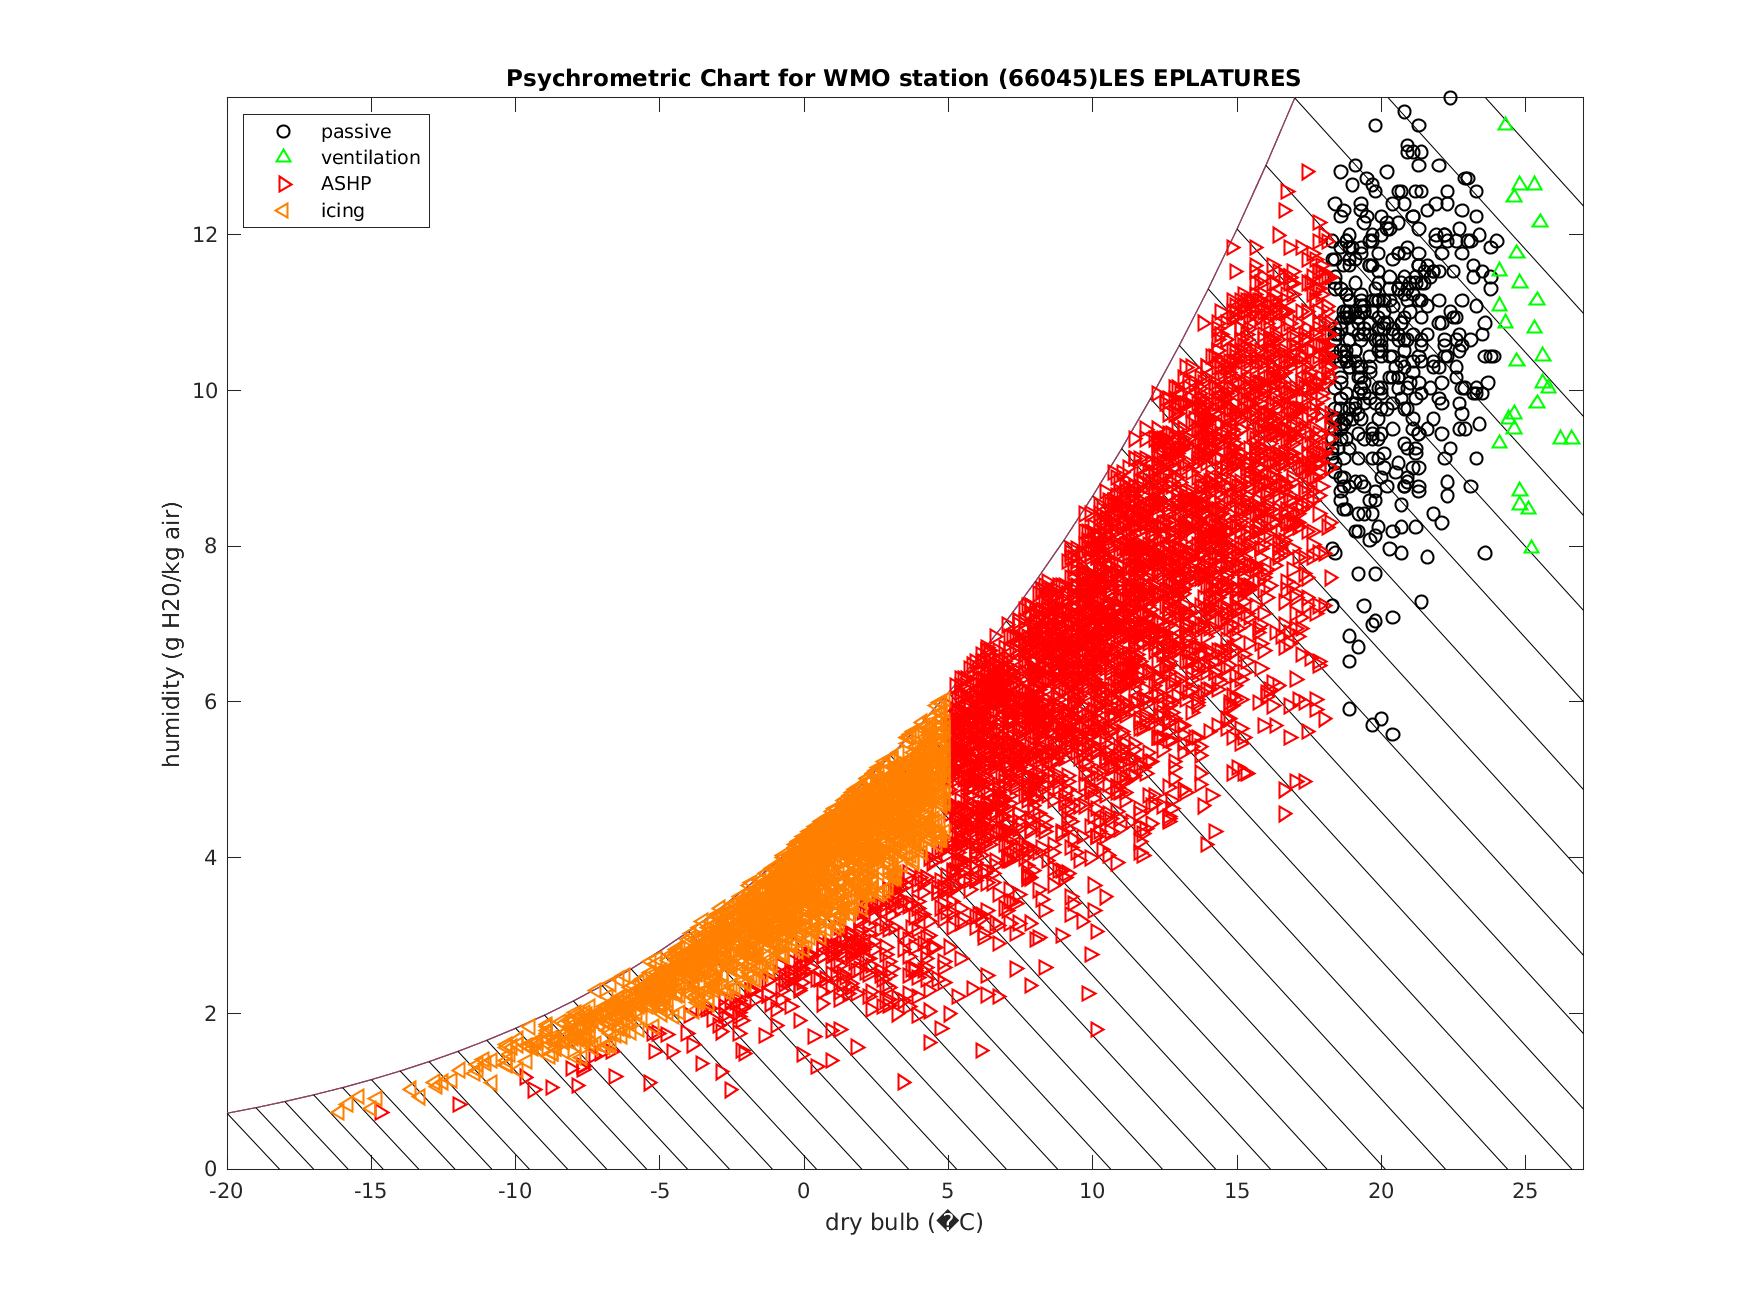 Psychrometric Chart for WMO station (66045)LES EPLATURES
passive
ventilation
ASHP
icing
humidity (g H20/kg air)
12
10
8
6
4
2
0
-20 -15 -10 -5 0 5 10 15 20 25
dry bulb (�C)